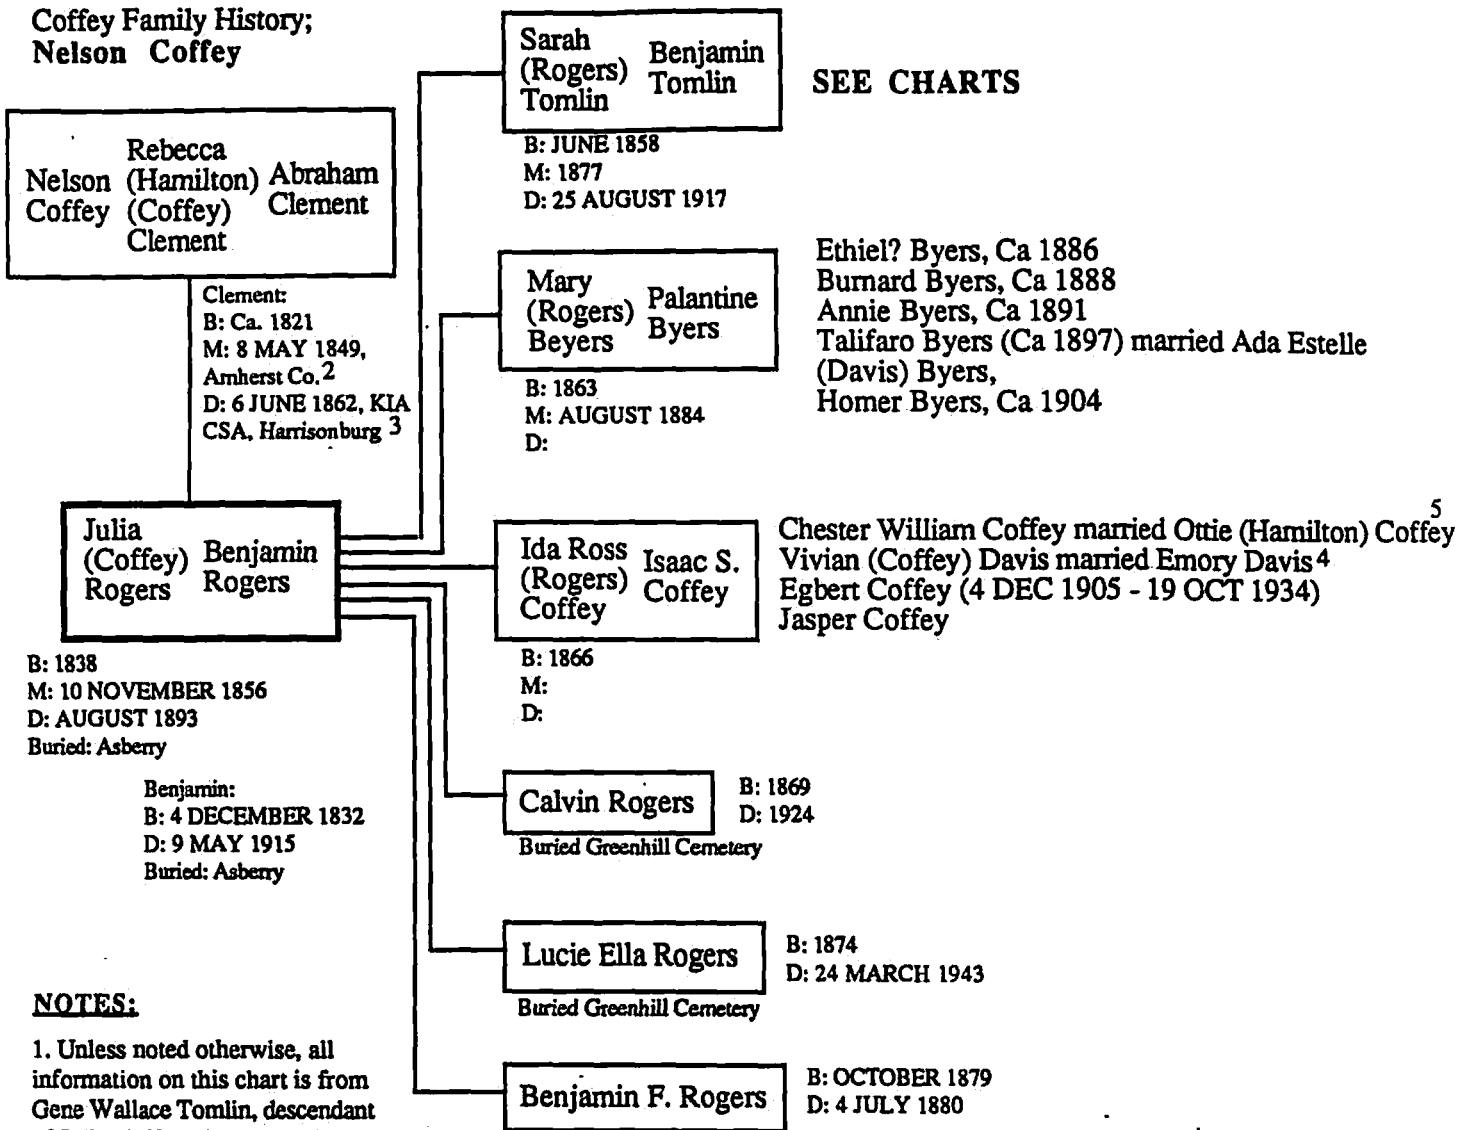 Coffey Family History;
Nelson Coffey
Nelson
Coffey
Rebecca
(Hamilton)
(Coffey)
Clement
Abraham
Clement
Clement:
B: Ca. 1821
M: 8 MAY 1849,
Amherst Co. 2
D: 6 JUNE 1862, KIA
CSA, Harrisonburg 3
Julia
(Coffey)
Rogers
Benjamin
Rogers
B: 1838
M: 10 NOVEMBER 1856
D: AUGUST 1893
Buried: Asberry
Benjamin:
B: 4 DECEMBER 1832
D: 9 MAY 1915
Buried: Asberry
Sarah
(Rogers)
Tomlin
Benjamin
Tomlin
SEE CHARTS
B: JUNE 1858
M: 1877
D: 25 AUGUST 1917
Mary
(Rogers)
Beyers
Palantine
Byers
B: 1863
M: AUGUST 1884
D:
Ethiel? Byers, Ca 1886
Burnard Byers, Ca 1888
Annie Byers, Ca 1891
Talifaro Byers (Ca 1897) married Ada Estelle
(Davis) Byers,
Homer Byers, Ca 1904
Ida Ross
(Rogers)
Coffey
Isaac S.
Coffey
B: 1866
M:
D:
Chester William Coffey married Ottie (Hamilton) Coffey 5
Vivian (Coffey) Davis married Emory Davis 4
Egbert Coffey (4 DEC 1905 - 19 OCT 1934)
Jasper Coffey
Calvin Rogers
B: 1869
D: 1924
Buried Greenhill Cemetery
Lucie Ella Rogers
B: 1874
D: 24 MARCH 1943
Buried Greenhill Cemetery
Benjamin F. Rogers
B: OCTOBER 1879
D: 4 JULY 1880
NOTES:
1. Unless noted otherwise, all
information on this chart is from
Gene Wallace Tomlin, descendant